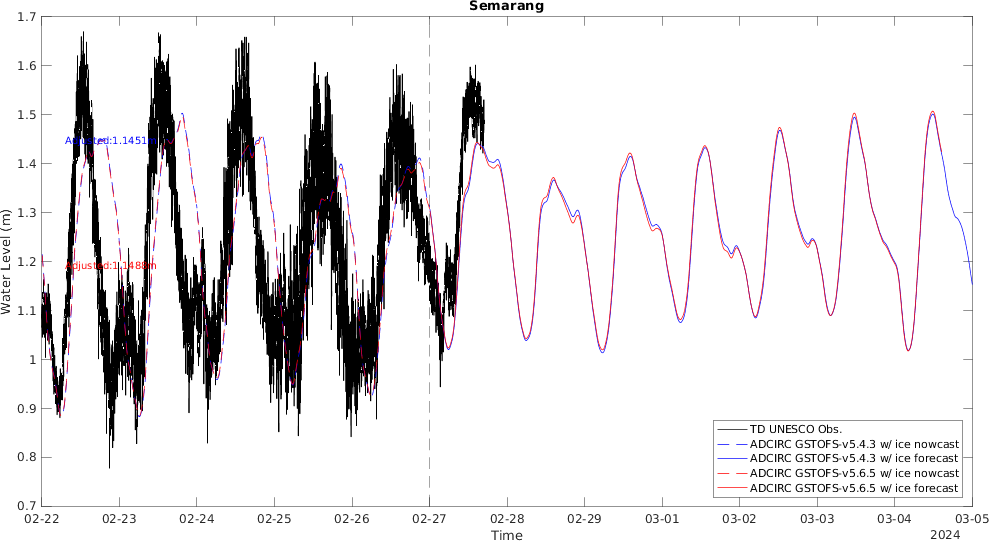 Semarang
1.7
1.6
1.5
1.4
1.3
1.2
1.1
1
0.9
0.8
0.7
Water Level (m)
Adjusted:1.1488m
02-22 02-23 02-24 02-25 02-26 02-27 02-28 02-29 03-01 03-02 03-03 03-04 03-05
Time
2024
TD UNESCO Obs.
ADCIRC GSTOFS-v5.4.3 w/ ice nowcast
ADCIRC GSTOFS-v5.4.3 w/ ice forecast
ADCIRC GSTOFS-v5.6.5 w/ ice nowcast
ADCIRC GSTOFS-v5.6.5 w/ ice forecast